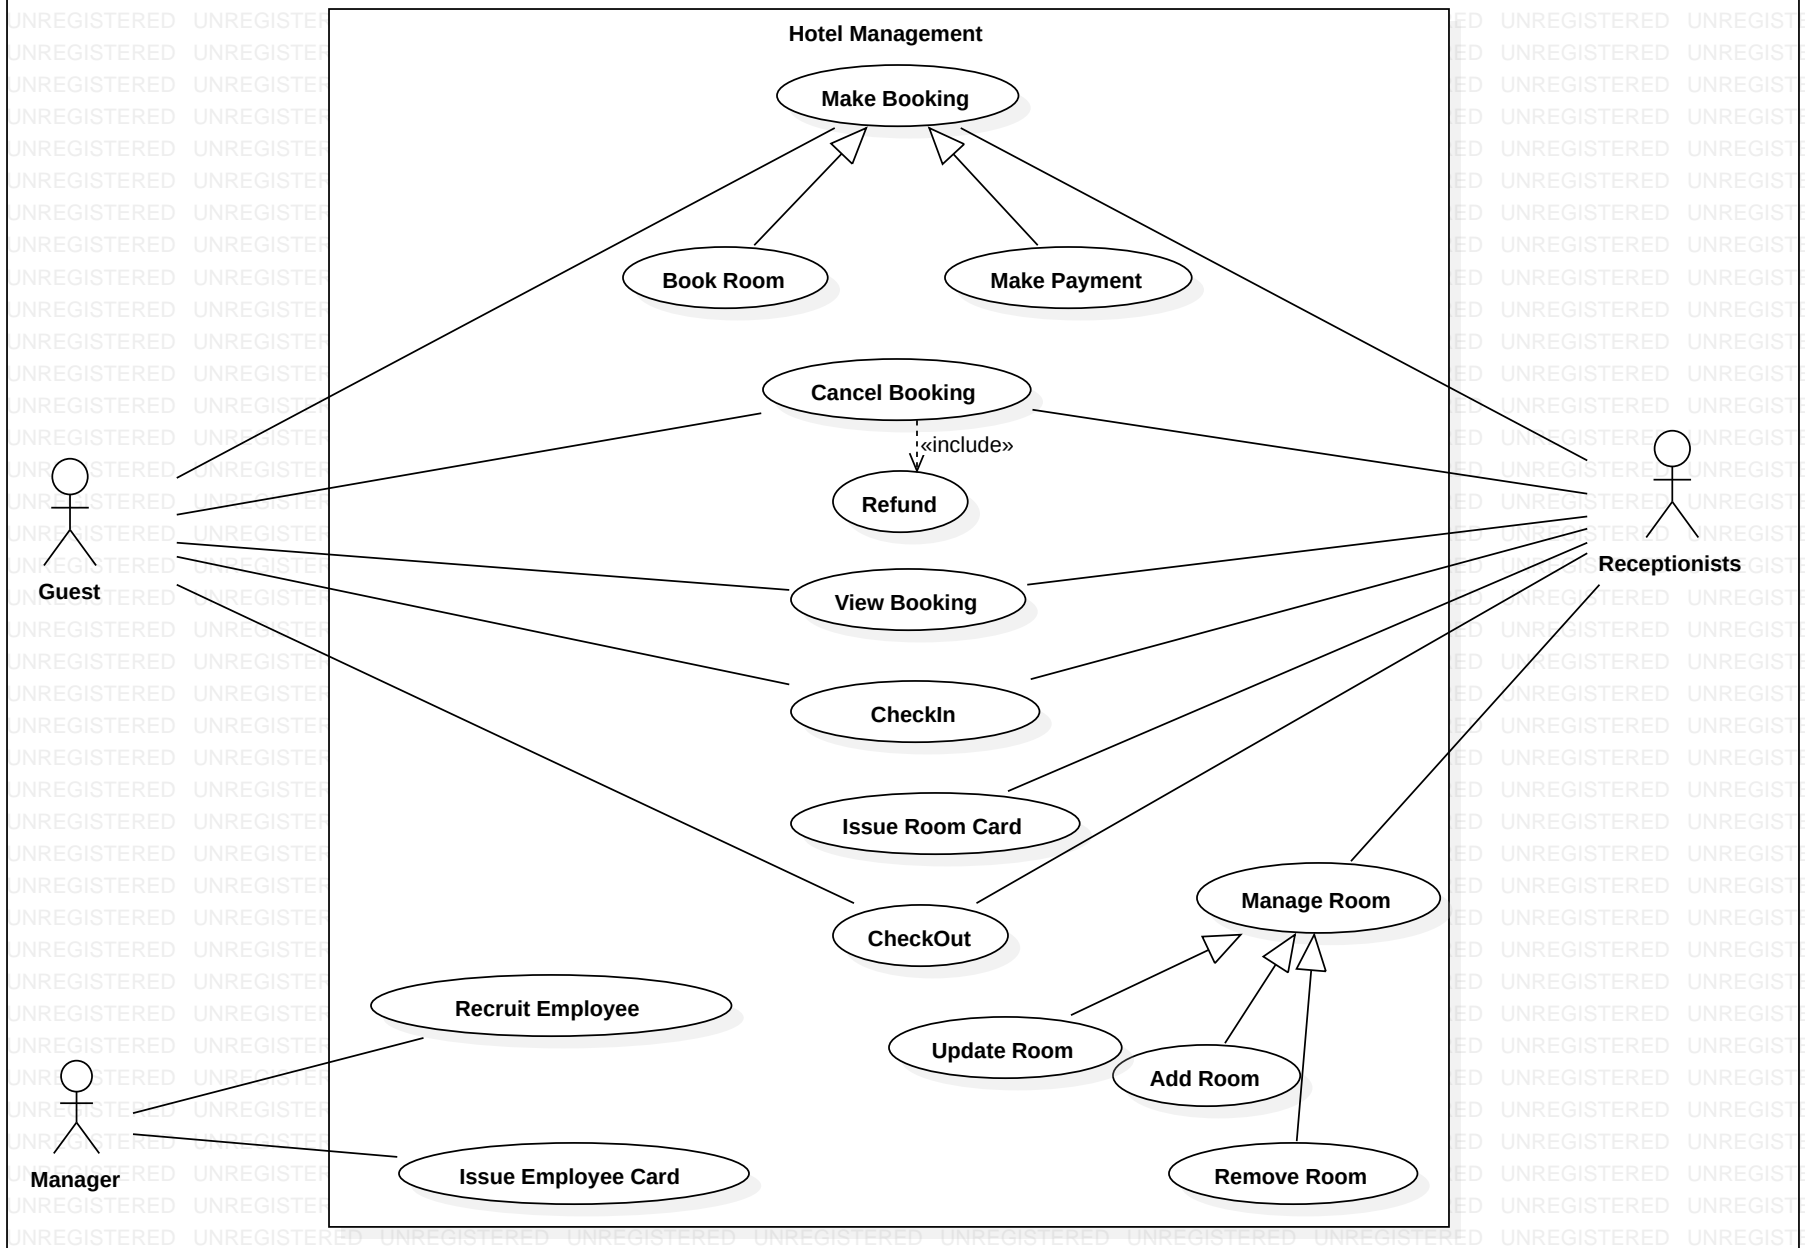 Hotel Management
Make Booking
Book Room
Make Payment
Cancel Booking
«include»
Refund
Guest
Receptionists
View Booking
CheckIn
Issue Room Card
Manage Room
CheckOut
Recruit Employee
Update Room
Add Room
Manager
Issue Employee Card
Remove Room
UNREGISTERED